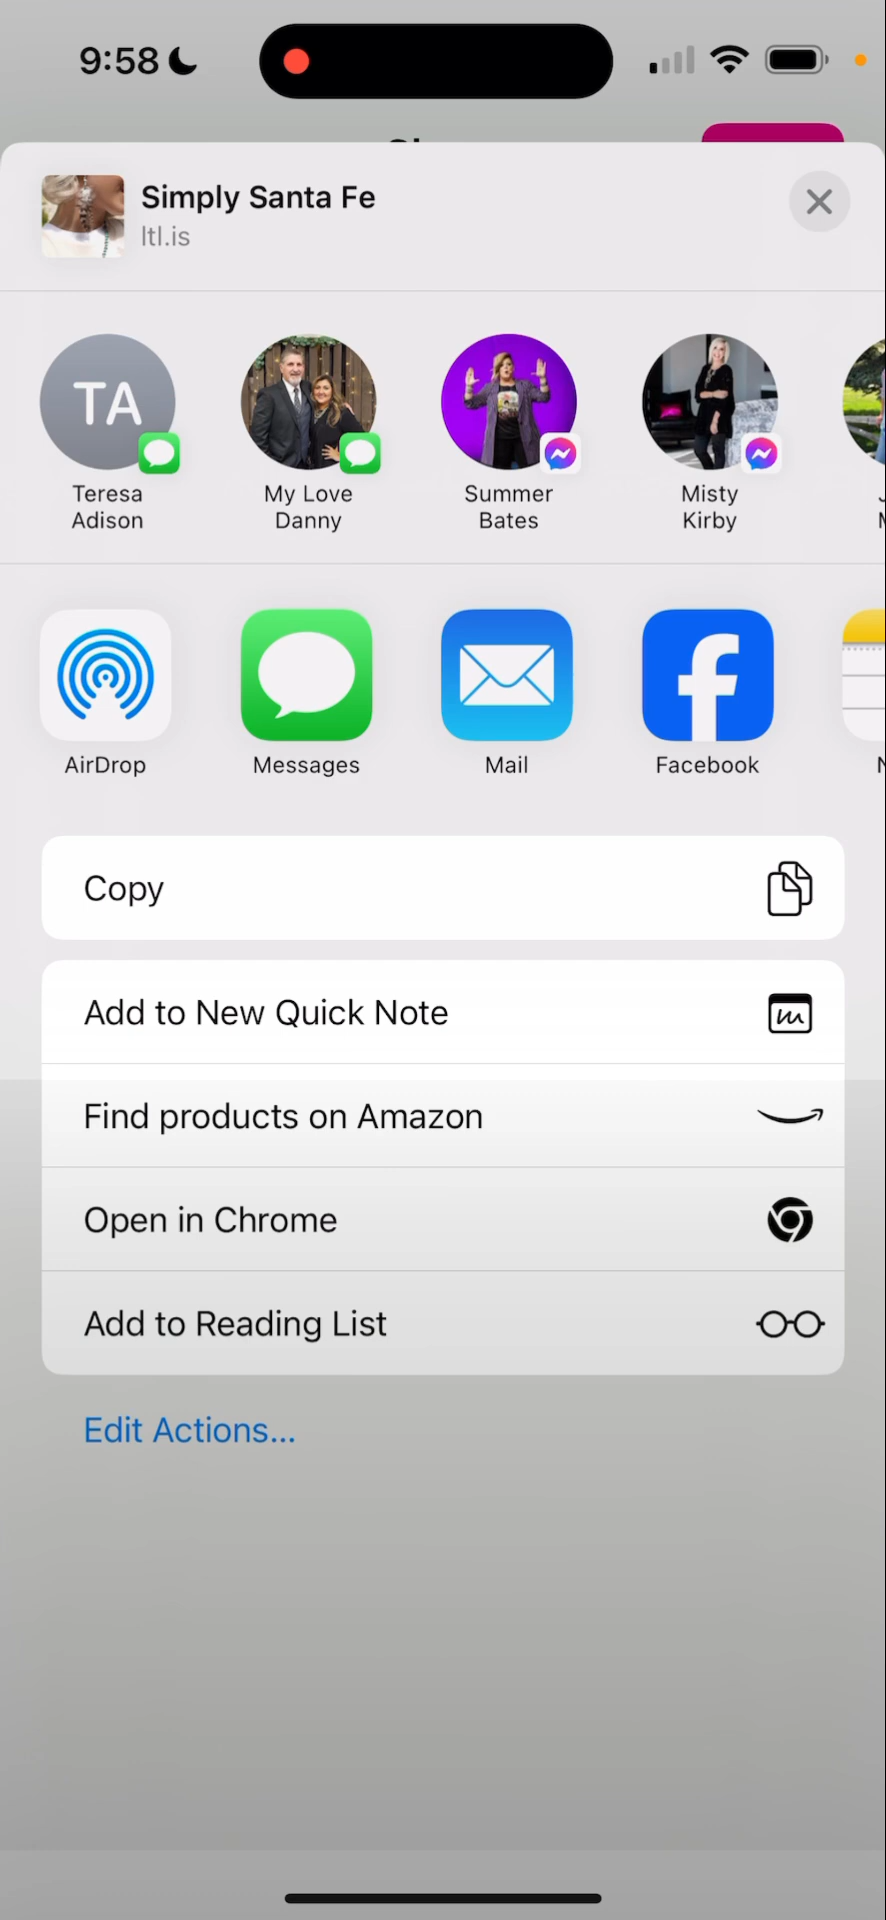 9:58
Simply Santa Fe
ltl.is
TA
Teresa
Adison
My Love
Danny
Summer
Bates
Misty
Kirby
AirDrop
Messages
Mail
Facebook
Copy
Add to New Quick Note
Find products on Amazon
Open in Chrome
Add to Reading List
Edit Actions...